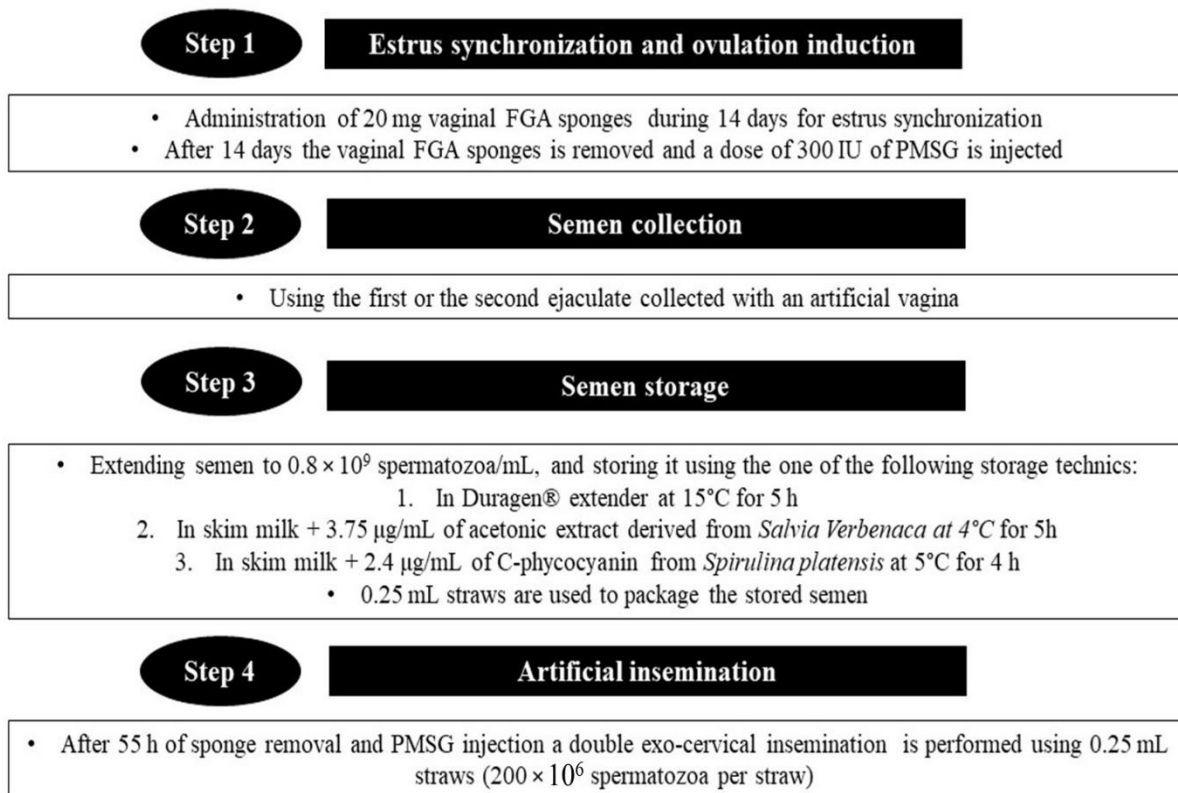 Step 1
Estrus synchronization and ovulation induction
• Administration of 20 mg vaginal FGA sponges during 14 days for estrus synchronization
• After 14 days the vaginal FGA sponges is removed and a dose of 300 IU of PMSG is injected
Step 2
Semen collection
• Using the first or the second ejaculate collected with an artificial vagina
Step 3
Semen storage
• Extending semen to 0.8 × 10⁹ spermatozoa/mL, and storing it using the one of the following storage technics:
1. In Duragen® extender at 15°C for 5 h
2. In skim milk + 3.75 μg/mL of acetonic extract derived from Salvia Verbenaca at 4°C for 5h
3. In skim milk + 2.4 μg/mL of C-phycocyanin from Spirulina platensis at 5°C for 4 h
• 0.25 mL straws are used to package the stored semen
Step 4
Artificial insemination
• After 55 h of sponge removal and PMSG injection a double exo-cervical insemination is performed using 0.25 mL
straws (200 × 10⁶ spermatozoa per straw)